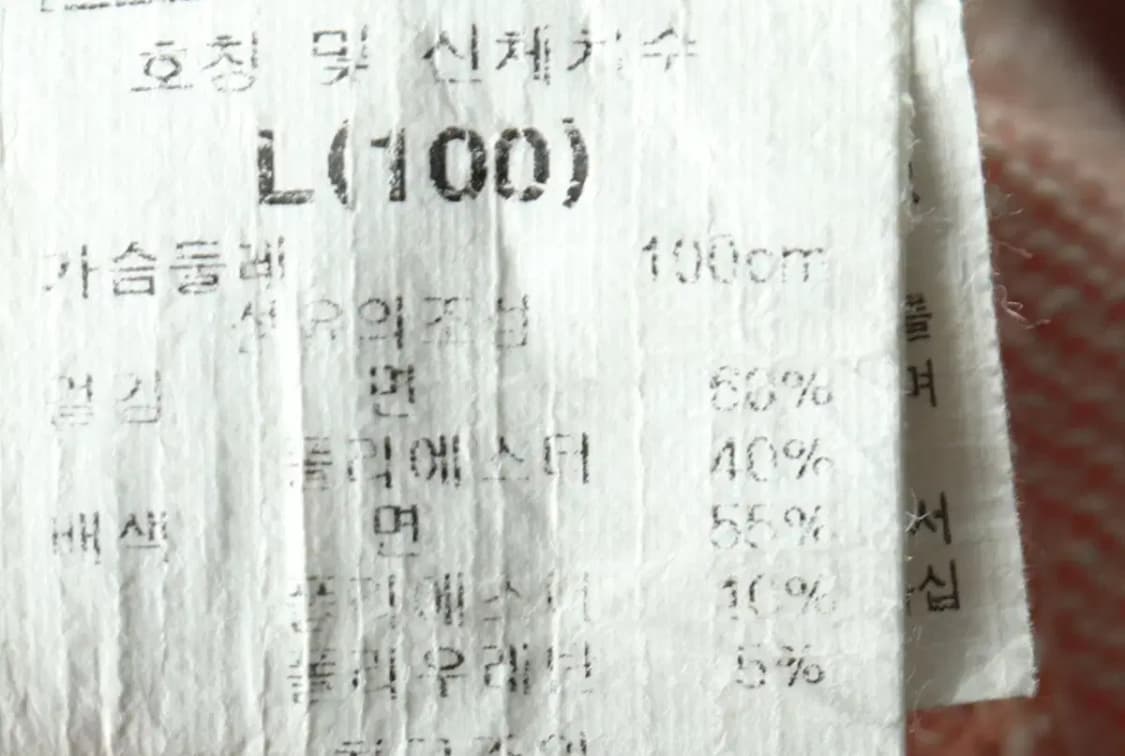 호칭 및 신체치수
L(100)
가슴둘레 100cm
섬유의조성
겉감 면 60%
폴리에스터 40%
배색 면 85%
폴리에스터 10%
폴리우레탄 5%